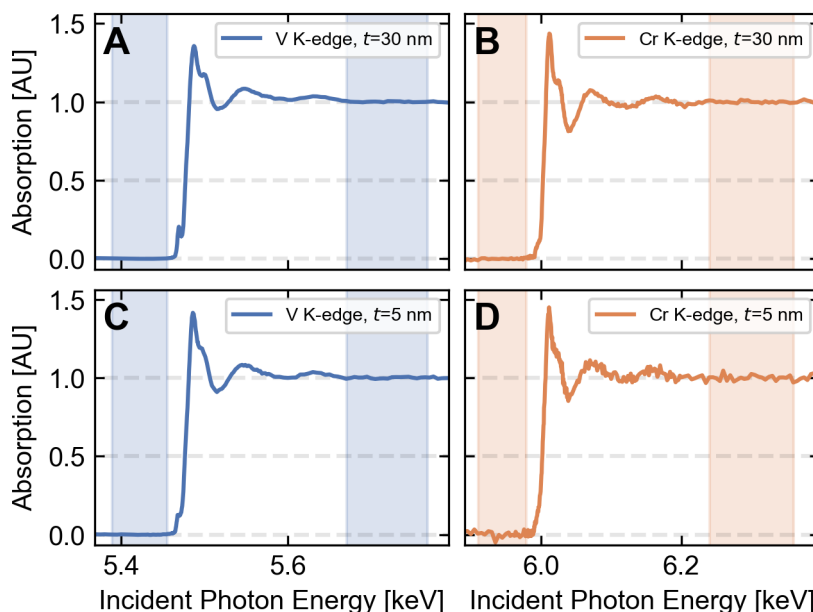 A
V K-edge, t=30 nm
B
Cr K-edge, t=30 nm
Absorption [AU]
1.5
1.0
0.5
0.0
C
V K-edge, t=5 nm
D
Cr K-edge, t=5 nm
Absorption [AU]
1.5
1.0
0.5
0.0
5.4 5.6 6.0 6.2
Incident Photon Energy [keV] Incident Photon Energy [keV]